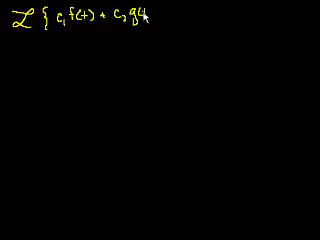 ℒ { c₁ f(t) + c₂ g(t